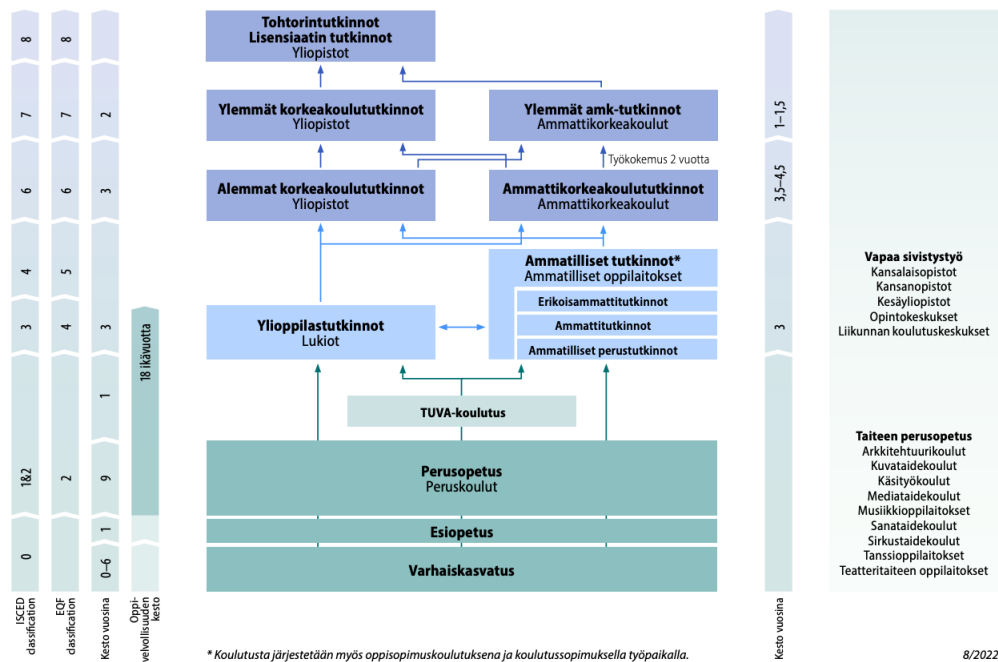 8
8
Tohtorintutkinnot
Lisensiaatin tutkinnot
Yliopistot
7
7
2
Ylemmät korkeakoulututkinnot
Yliopistot
Ylemmät amk-tutkinnot
Ammattikorkeakoulut
1–1,5
Työkokemus 2 vuotta
6
6
3
Alemmat korkeakoulututkinnot
Yliopistot
Ammattikorkeakoulututkinnot
Ammattikorkeakoulut
3,5–4,5
4
5
Ammatilliset tutkinnot*
Ammatilliset oppilaitokset
Erikoisammattitutkinnot
Ammattitutkinnot
Ammatilliset perustutkinnot
3
4
3
18 ikävuotta
Ylioppilastutkinnot
Lukiot
3
1
TUVA-koulutus
1&2
2
9
Perusopetus
Peruskoulut
0
1
Esiopetus
0–6
Varhaiskasvatus
ISCED
classification
EQF
classification
Kesto vuosina
Oppi-
velvollisuuden
kesto
Kesto vuosina
Vapaa sivistystyö
Kansalaisopistot
Kansanopistot
Kesäyliopistot
Opintokeskukset
Liikunnan koulutuskeskukset
Taiteen perusopetus
Arkkitehtuurikoulut
Kuvataidekoulut
Käsityökoulut
Mediataidekoulut
Musiikkioppilaitokset
Sanataidekoulut
Sirkustaidekoulut
Tanssioppilaitokset
Teatteritaiteen oppilaitokset
* Koulutusta järjestetään myös oppisopimuskoulutuksena ja koulutussopimuksella työpaikalla.
8/2022